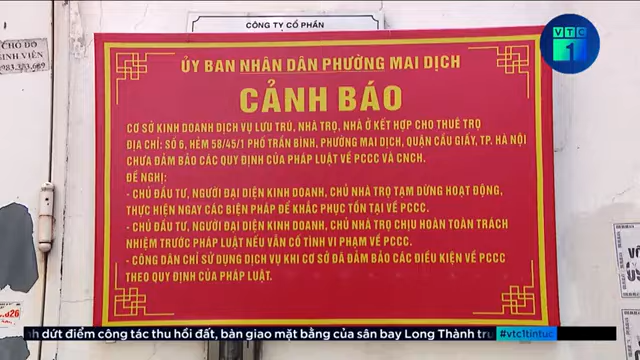 CÔNG TY CỔ PHẦN
VTC
1
CHO DO
SINH VIÊN
ỦY BAN NHÂN DÂN PHƯỜNG MAI DỊCH
CẢNH BÁO
CƠ SỞ KINH DOANH DỊCH VỤ LƯU TRÚ, NHÀ TRỌ, NHÀ Ở KẾT HỢP CHO THUÊ TRỌ
ĐỊA CHỈ: SỐ 6, HẺM 58/45/1 PHỐ TRẦN BÌNH, PHƯỜNG MAI DỊCH, QUẬN CẦU GIẤY, TP. HÀ NỘI
CHƯA ĐẢM BẢO CÁC QUY ĐỊNH CỦA PHÁP LUẬT VỀ PCCC VÀ CNCH.
ĐỀ NGHỊ:
- CHỦ ĐẦU TƯ, NGƯỜI ĐẠI DIỆN KINH DOANH, CHỦ NHÀ TRỌ TẠM DỪNG HOẠT ĐỘNG,
THỰC HIỆN NGAY CÁC BIỆN PHÁP ĐỂ KHẮC PHỤC TỒN TẠI VỀ PCCC.
- CHỦ ĐẦU TƯ, NGƯỜI ĐẠI DIỆN KINH DOANH, CHỦ NHÀ TRỌ CHỊU HOÀN TOÀN TRÁCH
NHIỆM TRƯỚC PHÁP LUẬT NẾU VẪN CỐ TÌNH VI PHẠM VỀ PCCC.
- CÔNG DÂN CHỈ SỬ DỤNG DỊCH VỤ KHI CƠ SỞ ĐÃ ĐẢM BẢO CÁC ĐIỀU KIỆN VỀ PCCC
THEO QUY ĐỊNH CỦA PHÁP LUẬT.
nh dứt điểm công tác thu hồi đất, bàn giao mặt bằng của sân bay Long Thành trư
#vtc1tintuc